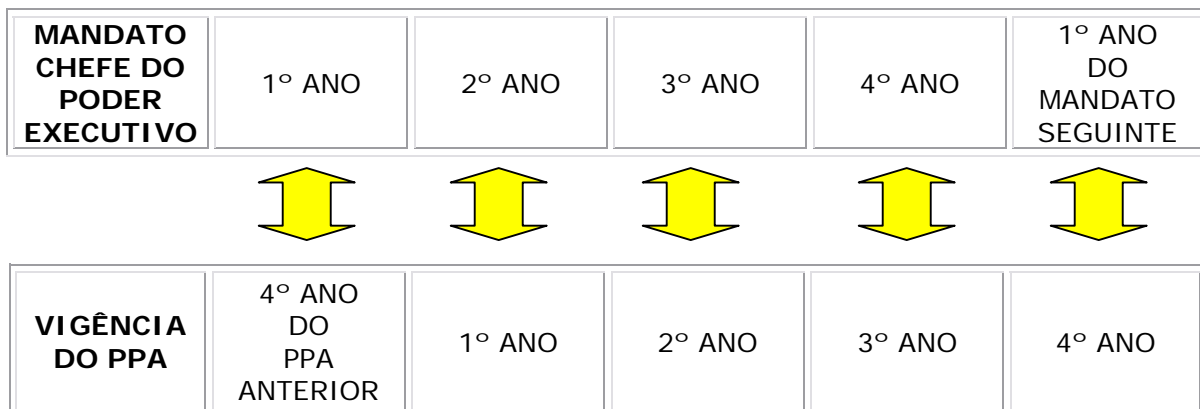 MANDATO
CHEFE DO
PODER
EXECUTIVO
1º ANO
2º ANO
3º ANO
4º ANO
1º ANO
DO
MANDATO
SEGUINTE
VIGÊNCIA
DO PPA
4º ANO
DO
PPA
ANTERIOR
1º ANO
2º ANO
3º ANO
4º ANO